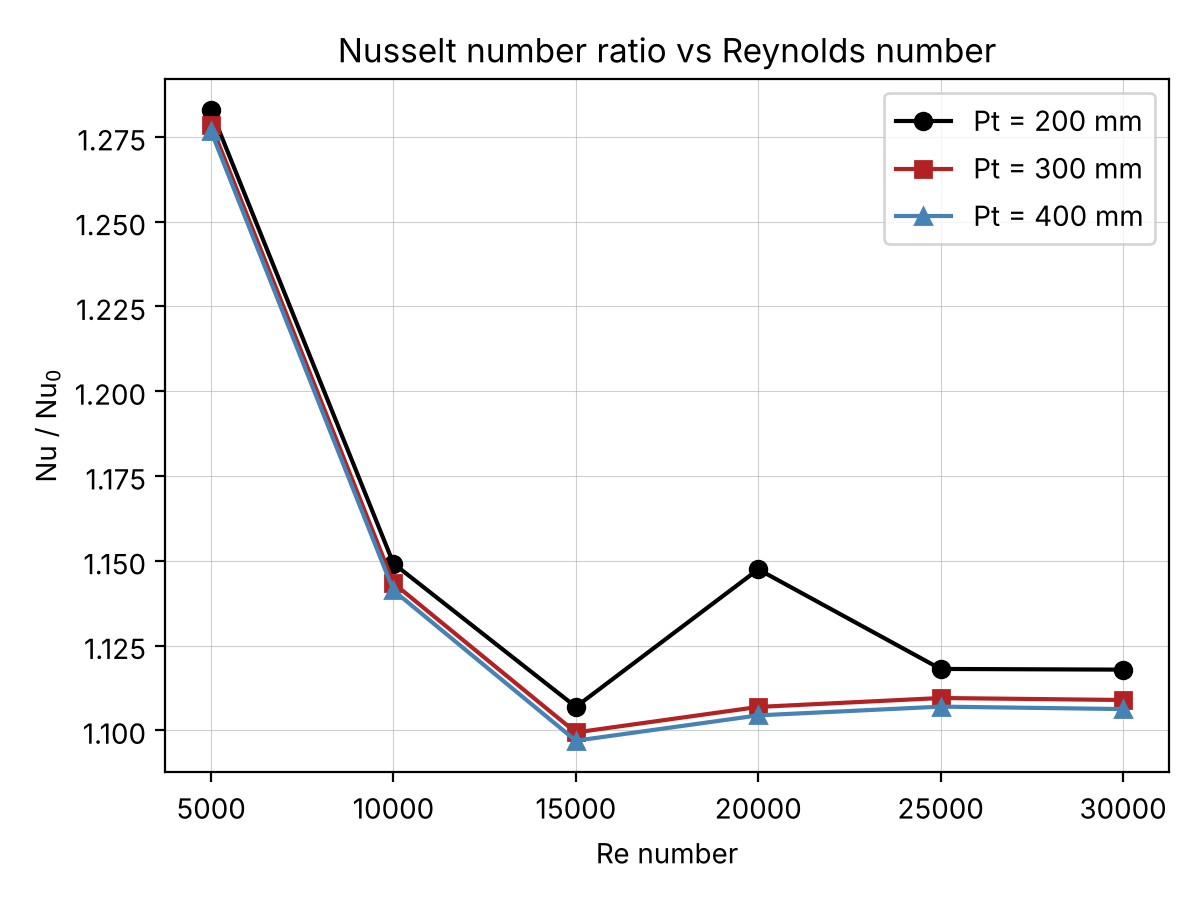 Nusselt number ratio vs Reynolds number
Pt = 200 mm
Pt = 300 mm
Pt = 400 mm
1.275
1.250
1.225
1.200
1.175
1.150
1.125
1.100
Nu / Nu₀
5000 10000 15000 20000 25000 30000
Re number